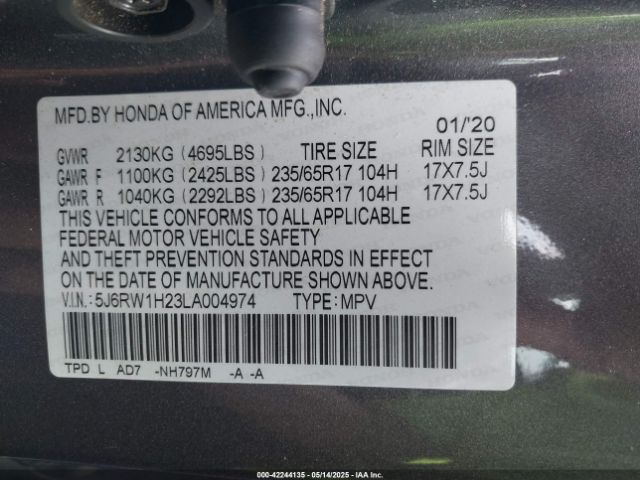 MFD.BY HONDA OF AMERICA MFG.,INC.
01/'20
GVWR 2130KG (4695LBS) TIRE SIZE RIM SIZE
GAWR F 1100KG (2425LBS) 235/65R17 104H 17X7.5J
GAWR R 1040KG (2292LBS) 235/65R17 104H 17X7.5J
THIS VEHICLE CONFORMS TO ALL APPLICABLE
FEDERAL MOTOR VEHICLE SAFETY
AND THEFT PREVENTION STANDARDS IN EFFECT
ON THE DATE OF MANUFACTURE SHOWN ABOVE.
V.I.N.: 5J6RW1H23LA004974 TYPE: MPV
TPD L AD7 -NH797M -A -A
000-42244135 - 05/14/2025 - © IAA, Inc.